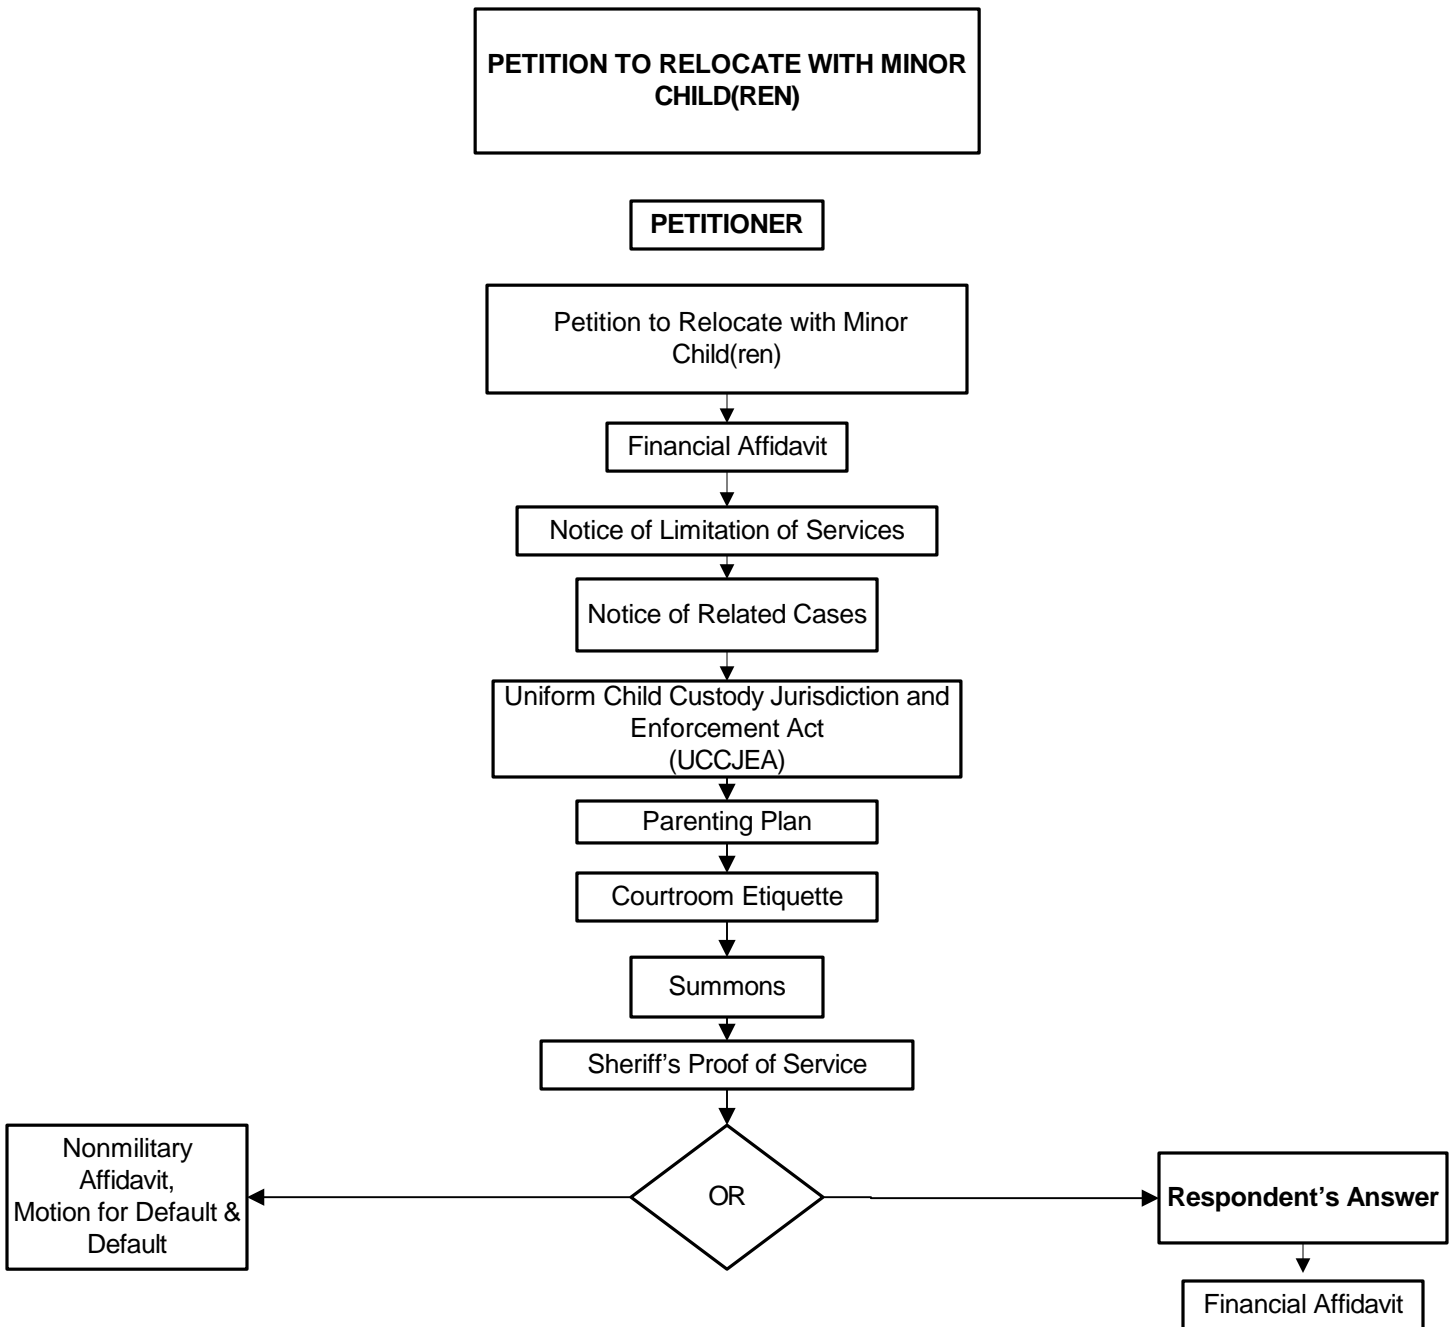 PETITION TO RELOCATE WITH MINOR
CHILD(REN)
PETITIONER
Petition to Relocate with Minor
Child(ren)
Financial Affidavit
Notice of Limitation of Services
Notice of Related Cases
Uniform Child Custody Jurisdiction and
Enforcement Act
(UCCJEA)
Parenting Plan
Courtroom Etiquette
Summons
Sheriff’s Proof of Service
Nonmilitary
Affidavit,
Motion for Default &
Default
OR
Respondent’s Answer
Financial Affidavit